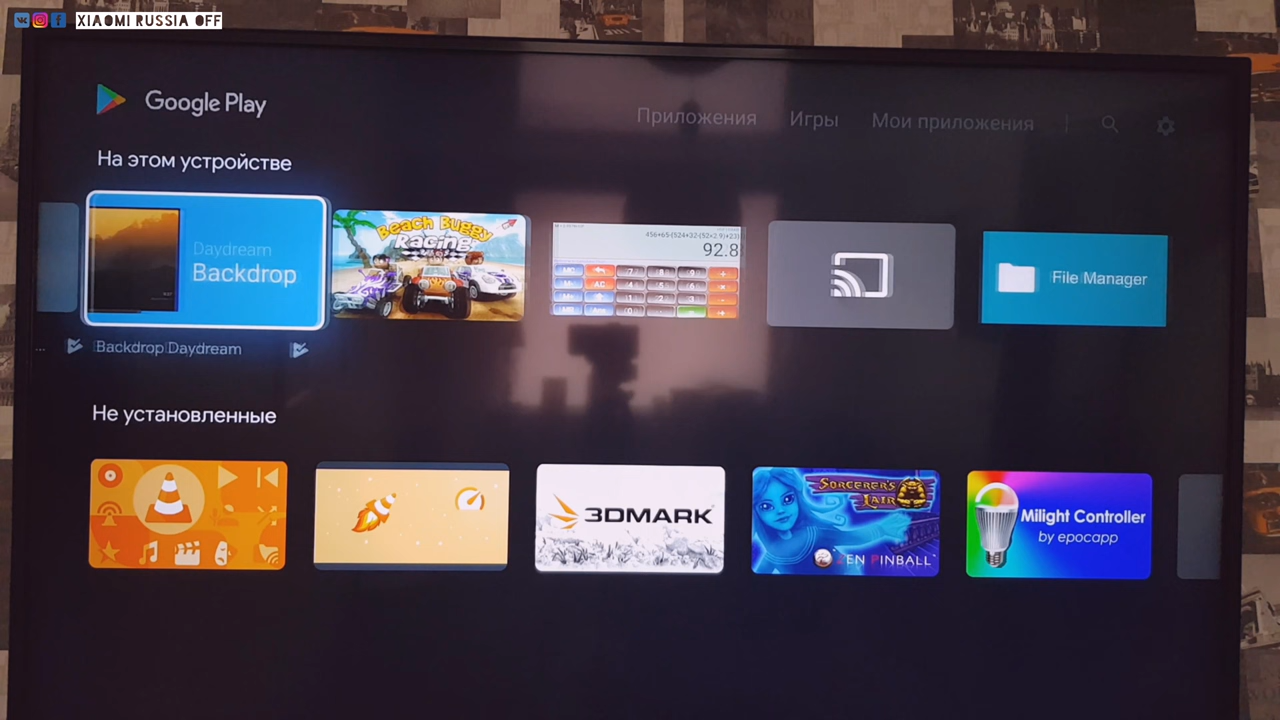 XIAOMI RUSSIA OFF
Google Play
Приложения Игры Мои приложения
На этом устройстве
Daydream
Backdrop
Beach Buggy
Racing
92.8
File Manager
Backdrop Daydream
Не установленные
3DMARK
SORCERER'S
LAIR
ZEN PINBALL
Milight Controller
by epocapp